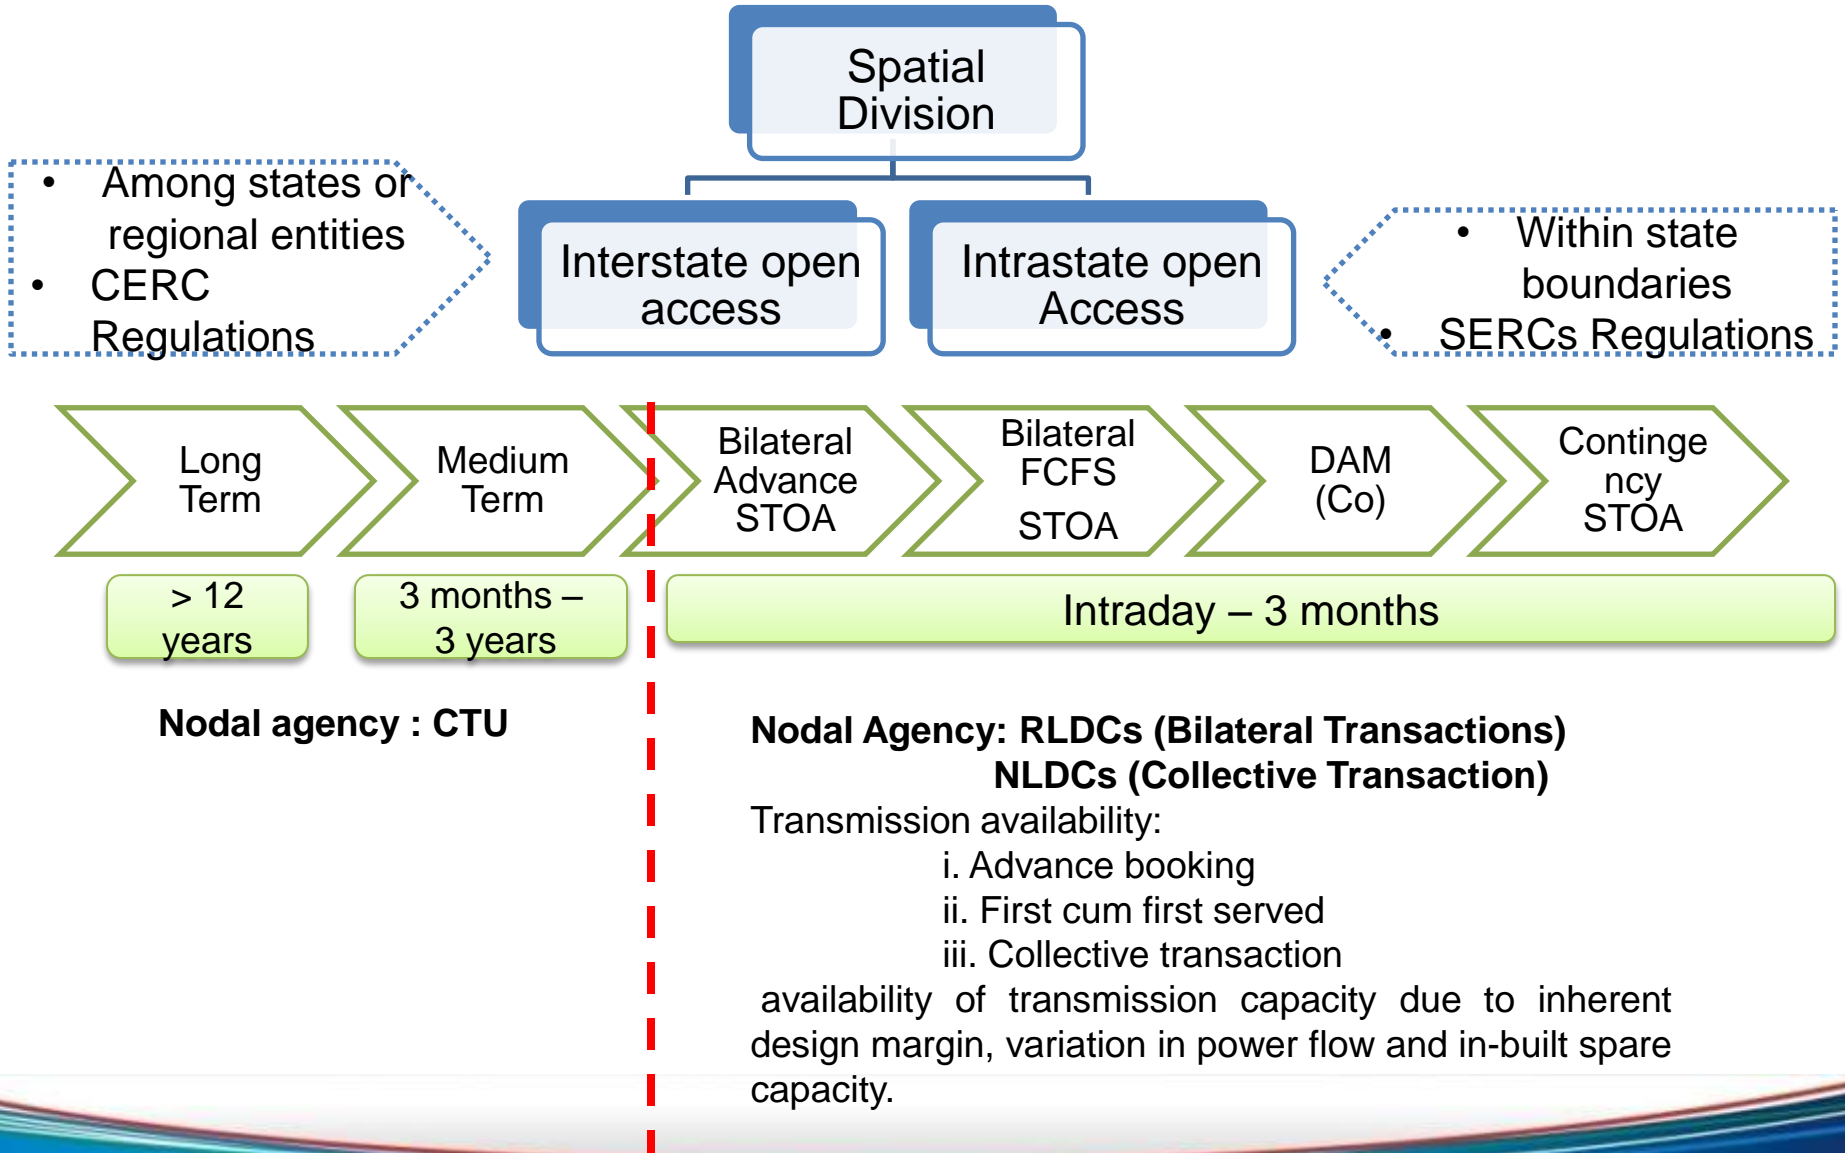 Spatial
Division
• Among states or
regional entities
• CERC
Regulations
Interstate open
access
Intrastate open
Access
• Within state
boundaries
• SERCs Regulations
Long
Term
Medium
Term
Bilateral
Advance
STOA
Bilateral
FCFS
STOA
DAM
(Co)
Continge
ncy
STOA
> 12
years
3 months –
3 years
Intraday – 3 months
Nodal agency : CTU
Nodal Agency: RLDCs (Bilateral Transactions)
NLDCs (Collective Transaction)
Transmission availability:
i. Advance booking
ii. First cum first served
iii. Collective transaction
availability of transmission capacity due to inherent
design margin, variation in power flow and in-built spare
capacity.